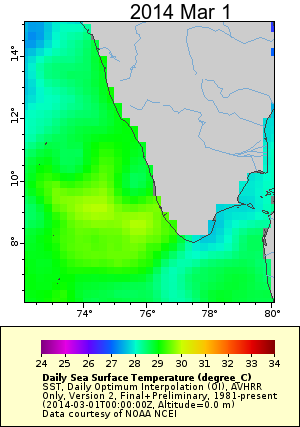 2014 Mar 1
14°
12°
10°
8°
74° 76° 78° 80°
24 25 26 27 28 29 30 31 32 33 34
Daily Sea Surface Temperature (degree_C)
SST, Daily Optimum Interpolation (OI), AVHRR
Only, Version 2, Final+Preliminary, 1981-present
(2014-03-01T00:00:00Z, Altitude=0.0 m)
Data courtesy of NOAA NCEI